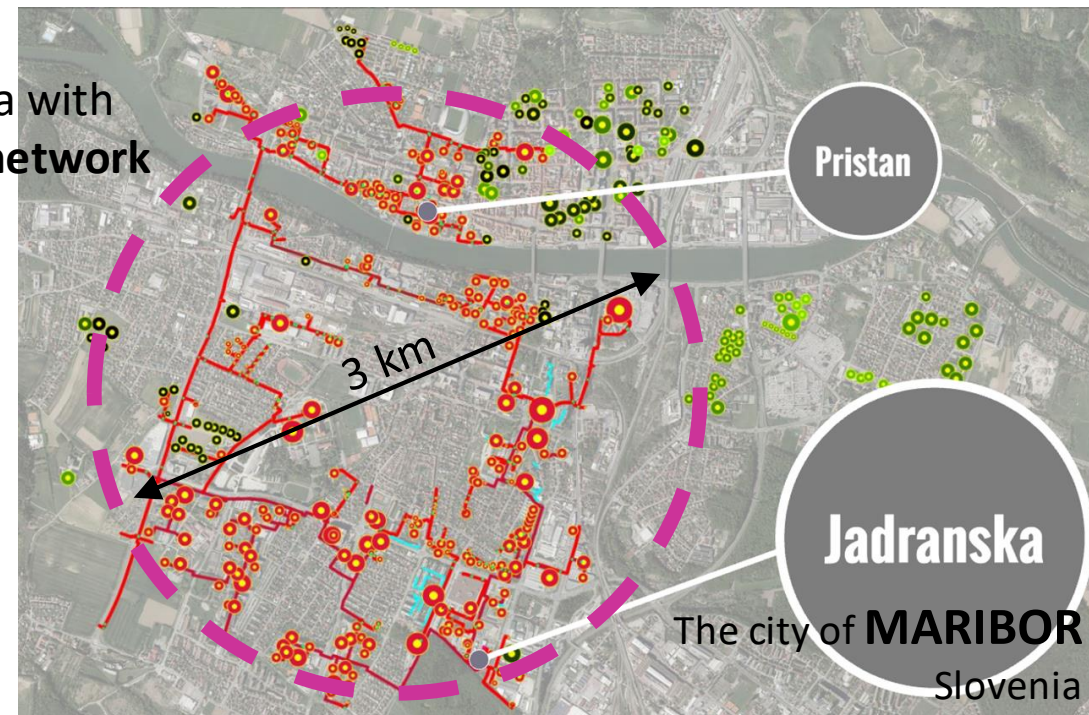 a with
network
Pristan
3 km
Jadranska
The city of MARIBOR
Slovenia